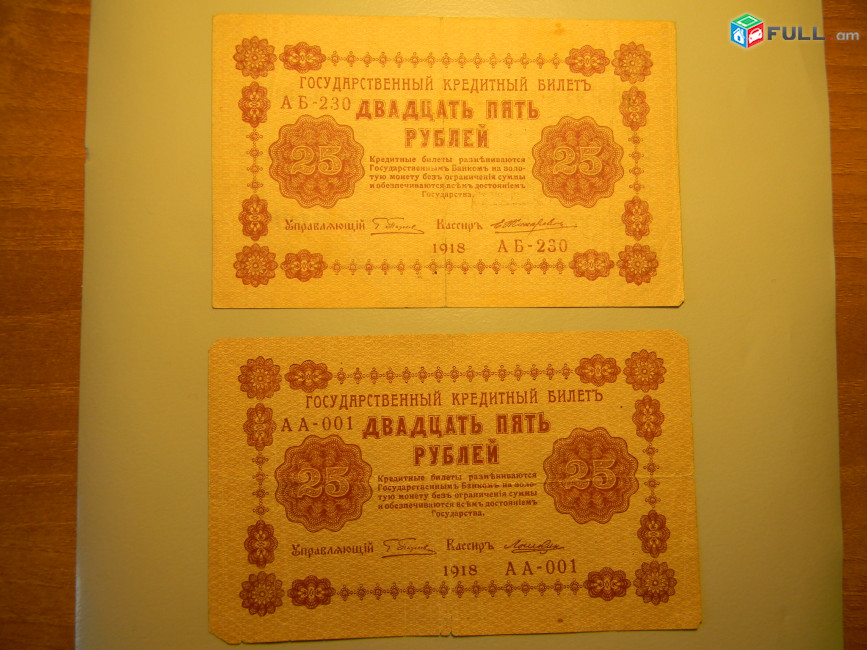 FULL am
ГОСУДАРСТВЕННЫЙ КРЕДИТНЫЙ БИЛЕТЪ
АБ-230 ДВАДЦАТЬ ПЯТЬ
РУБЛЕЙ
25 25
Кредитные билеты размѣниваются
Государственнымъ Банкомъ на золо-
тую монету безъ ограниченія суммы
и обезпечиваются всѣмъ достояніемъ
Государства.
Управляющій Кассиръ
1918 АБ-230
ГОСУДАРСТВЕННЫЙ КРЕДИТНЫЙ БИЛЕТЪ
АА-001 ДВАДЦАТЬ ПЯТЬ
РУБЛЕЙ
25 25
Кредитные билеты размѣниваются
Государственнымъ Банкомъ на золо-
тую монету безъ ограниченія суммы
и обезпечиваются всѣмъ достояніемъ
Государства.
Управляющій Кассиръ
1918 АА-001